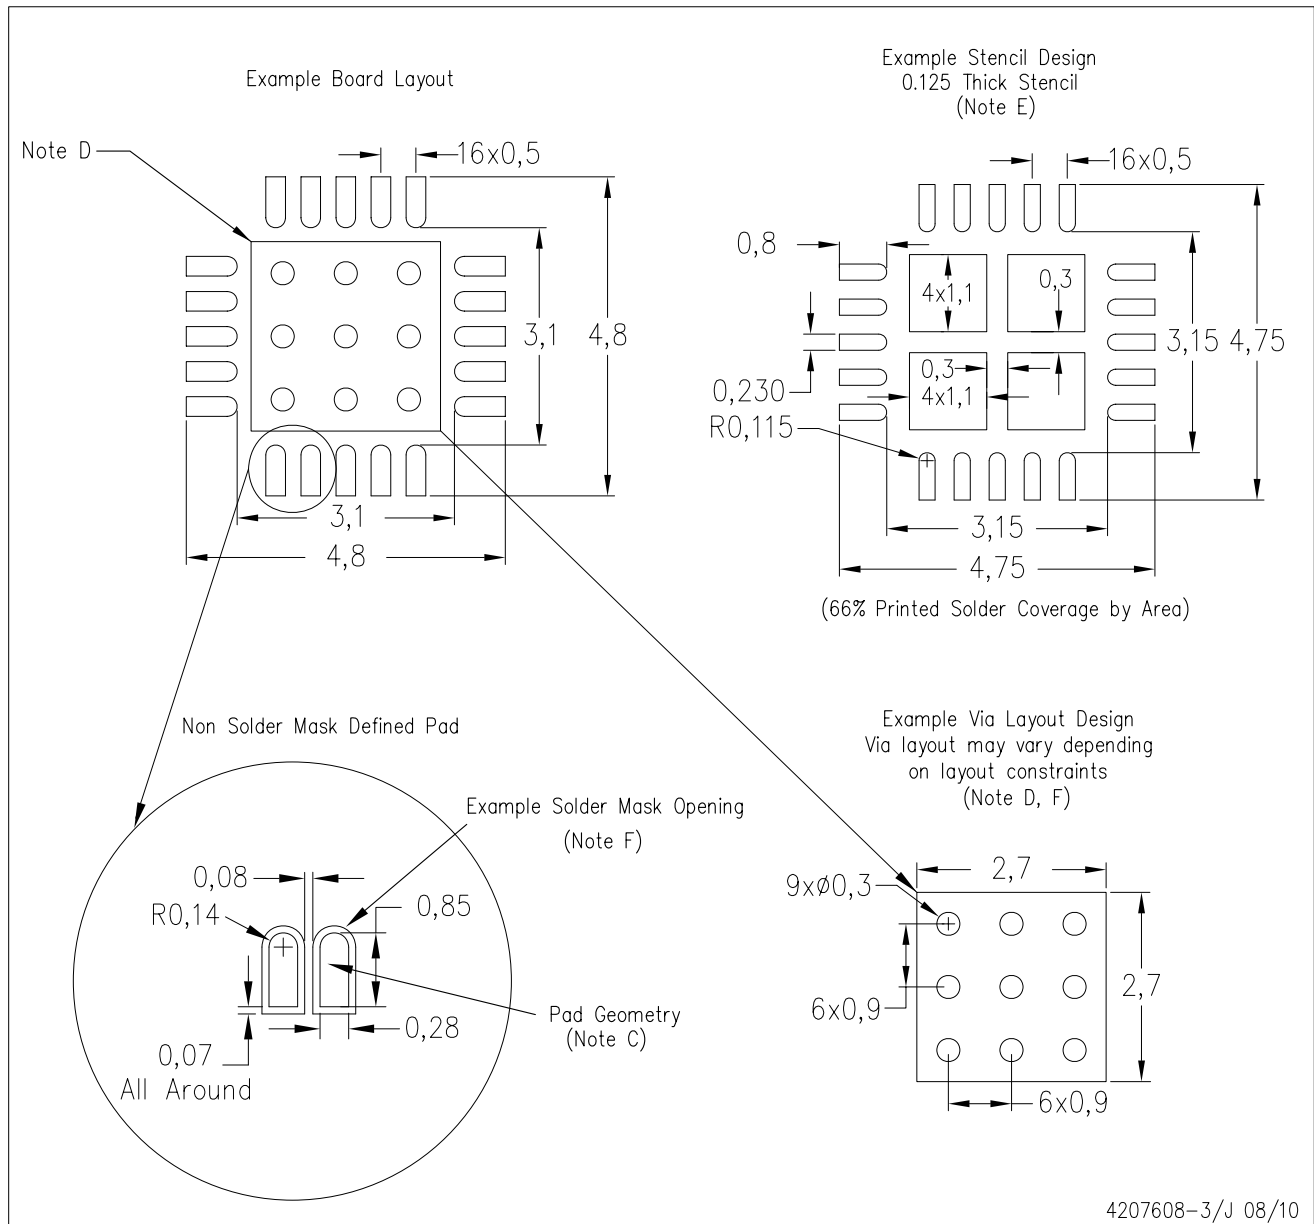 Example Board Layout
Note D
16x0,5
3,1
4,8
3,1
4,8
Example Stencil Design
0.125 Thick Stencil
(Note E)
16x0,5
0,8
4x1,1
0,3
3,15
4,75
0,3
4x1,1
0,230
R0,115
3,15
4,75
(66% Printed Solder Coverage by Area)
Non Solder Mask Defined Pad
Example Solder Mask Opening
(Note F)
0,08
R0,14
0,85
0,28
Pad Geometry
(Note C)
0,07
All Around
Example Via Layout Design
Via layout may vary depending
on layout constraints
(Note D, F)
2,7
9xø0,3
2,7
6x0,9
6x0,9
4207608-3/J 08/10